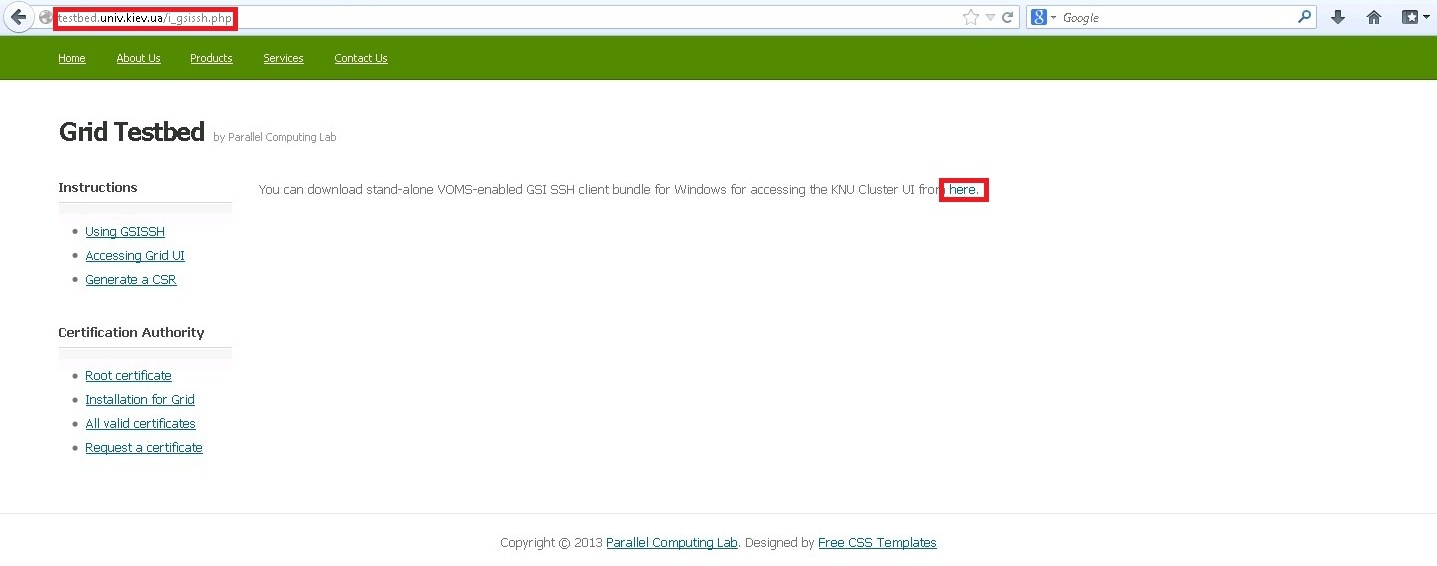 testbed.univ.kiev.ua/i_gsissh.php
Google
Home About Us Products Services Contact Us
Grid Testbed by Parallel Computing Lab
Instructions
Using GSISSH
Accessing Grid UI
Generate a CSR
Certification Authority
Root certificate
Installation for Grid
All valid certificates
Request a certificate
You can download stand-alone VOMS-enabled GSI SSH client bundle for Windows for accessing the KNU Cluster UI from here.
Copyright © 2013 Parallel Computing Lab. Designed by Free CSS Templates